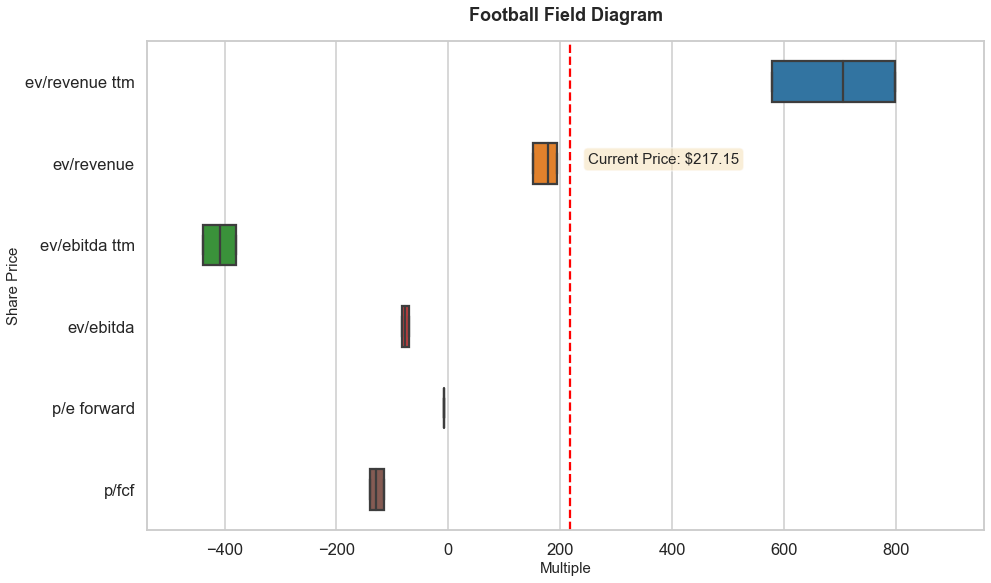 Football Field Diagram
ev/revenue ttm
ev/revenue
Current Price: $217.15
ev/ebitda ttm
Share Price
ev/ebitda
p/e forward
p/fcf
−400 −200 0 200 400 600 800
Multiple